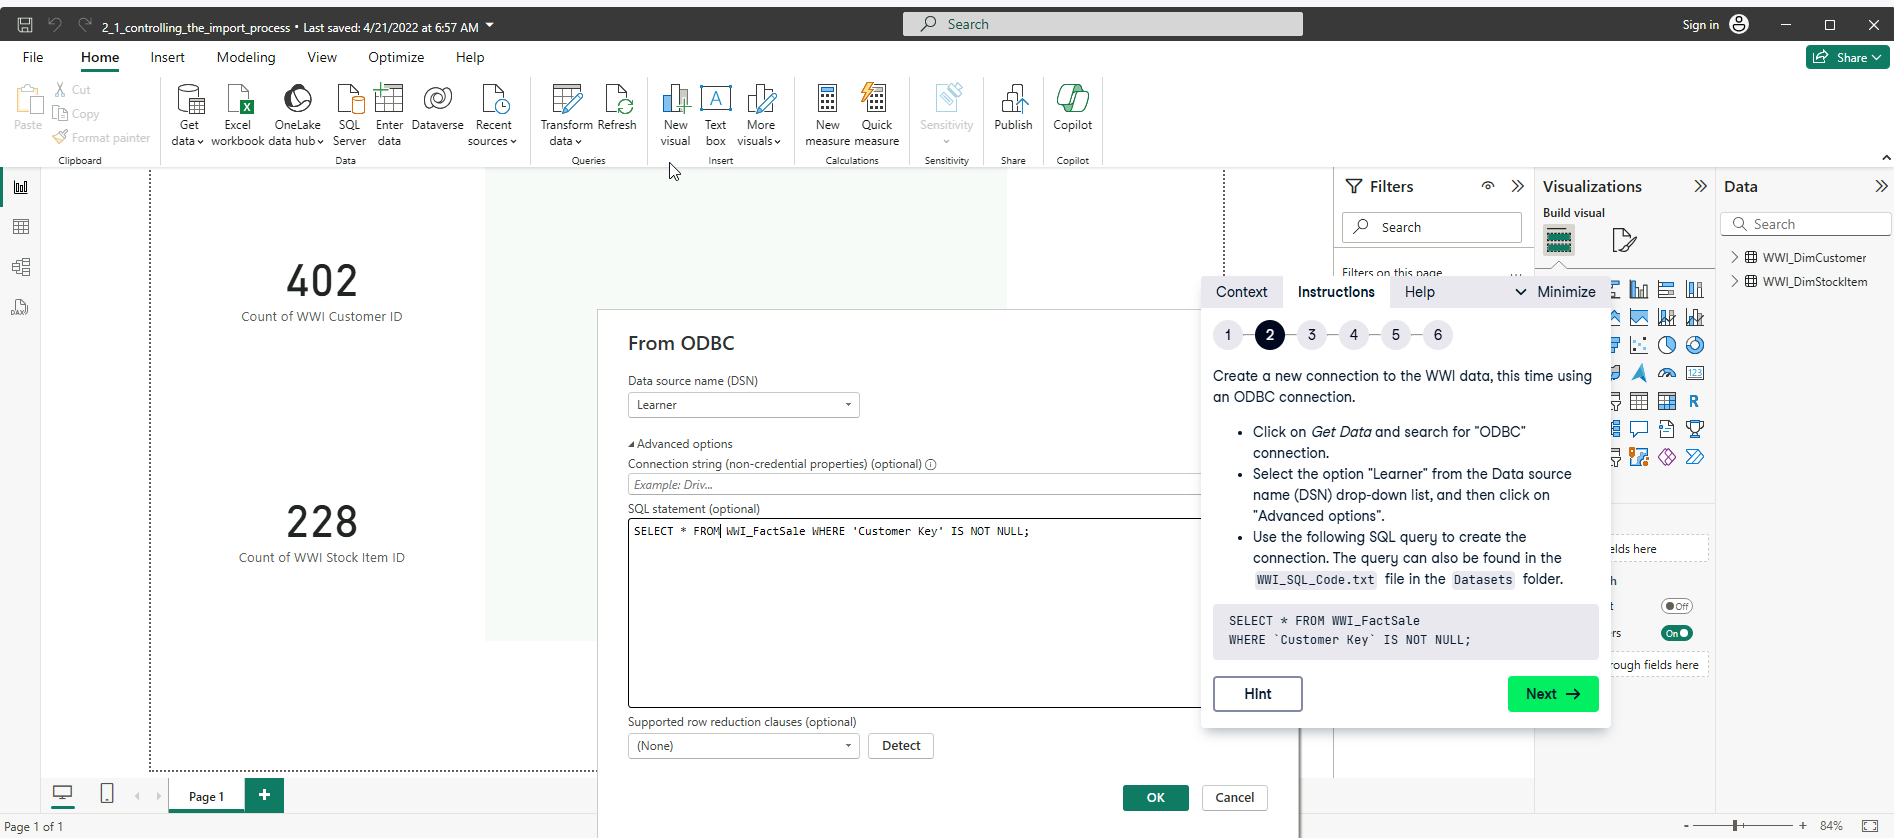 2_1_controlling_the_import_process • Last saved: 4/21/2022 at 6:57 AM
Search
Sign in
File
Home
Insert
Modeling
View
Optimize
Help
Share
Paste
Cut
Copy
Format painter
Clipboard
Get data
Excel workbook
OneLake data hub
SQL Server
Enter data
Dataverse
Recent sources
Data
Transform data
Refresh
Queries
New visual
Text box
More visuals
Insert
New measure
Quick measure
Calculations
Sensitivity
Sensitivity
Publish
Share
Copilot
Copilot
402
Count of WWI Customer ID
228
Count of WWI Stock Item ID
From ODBC
Data source name (DSN)
Learner
Advanced options
Connection string (non-credential properties) (optional)
Example: Driv...
SQL statement (optional)
SELECT * FROM WWI_FactSale WHERE 'Customer Key' IS NOT NULL;
Supported row reduction clauses (optional)
(None)
Detect
OK
Cancel
Filters
Search
Filters on this page
Visualizations
Build visual
123
R
elds here
h
t
Off
rs
On
rough fields here
Data
Search
WWI_DimCustomer
WWI_DimStockItem
Context
Instructions
Help
Minimize
1
2
3
4
5
6
Create a new connection to the WWI data, this time using
an ODBC connection.
• Click on Get Data and search for "ODBC"
connection.
• Select the option "Learner" from the Data source
name (DSN) drop-down list, and then click on
"Advanced options".
• Use the following SQL query to create the
connection. The query can also be found in the
WWI_SQL_Code.txt file in the Datasets folder.
SELECT * FROM WWI_FactSale
WHERE `Customer Key` IS NOT NULL;
HInt
Next
Page 1
Page 1 of 1
84%